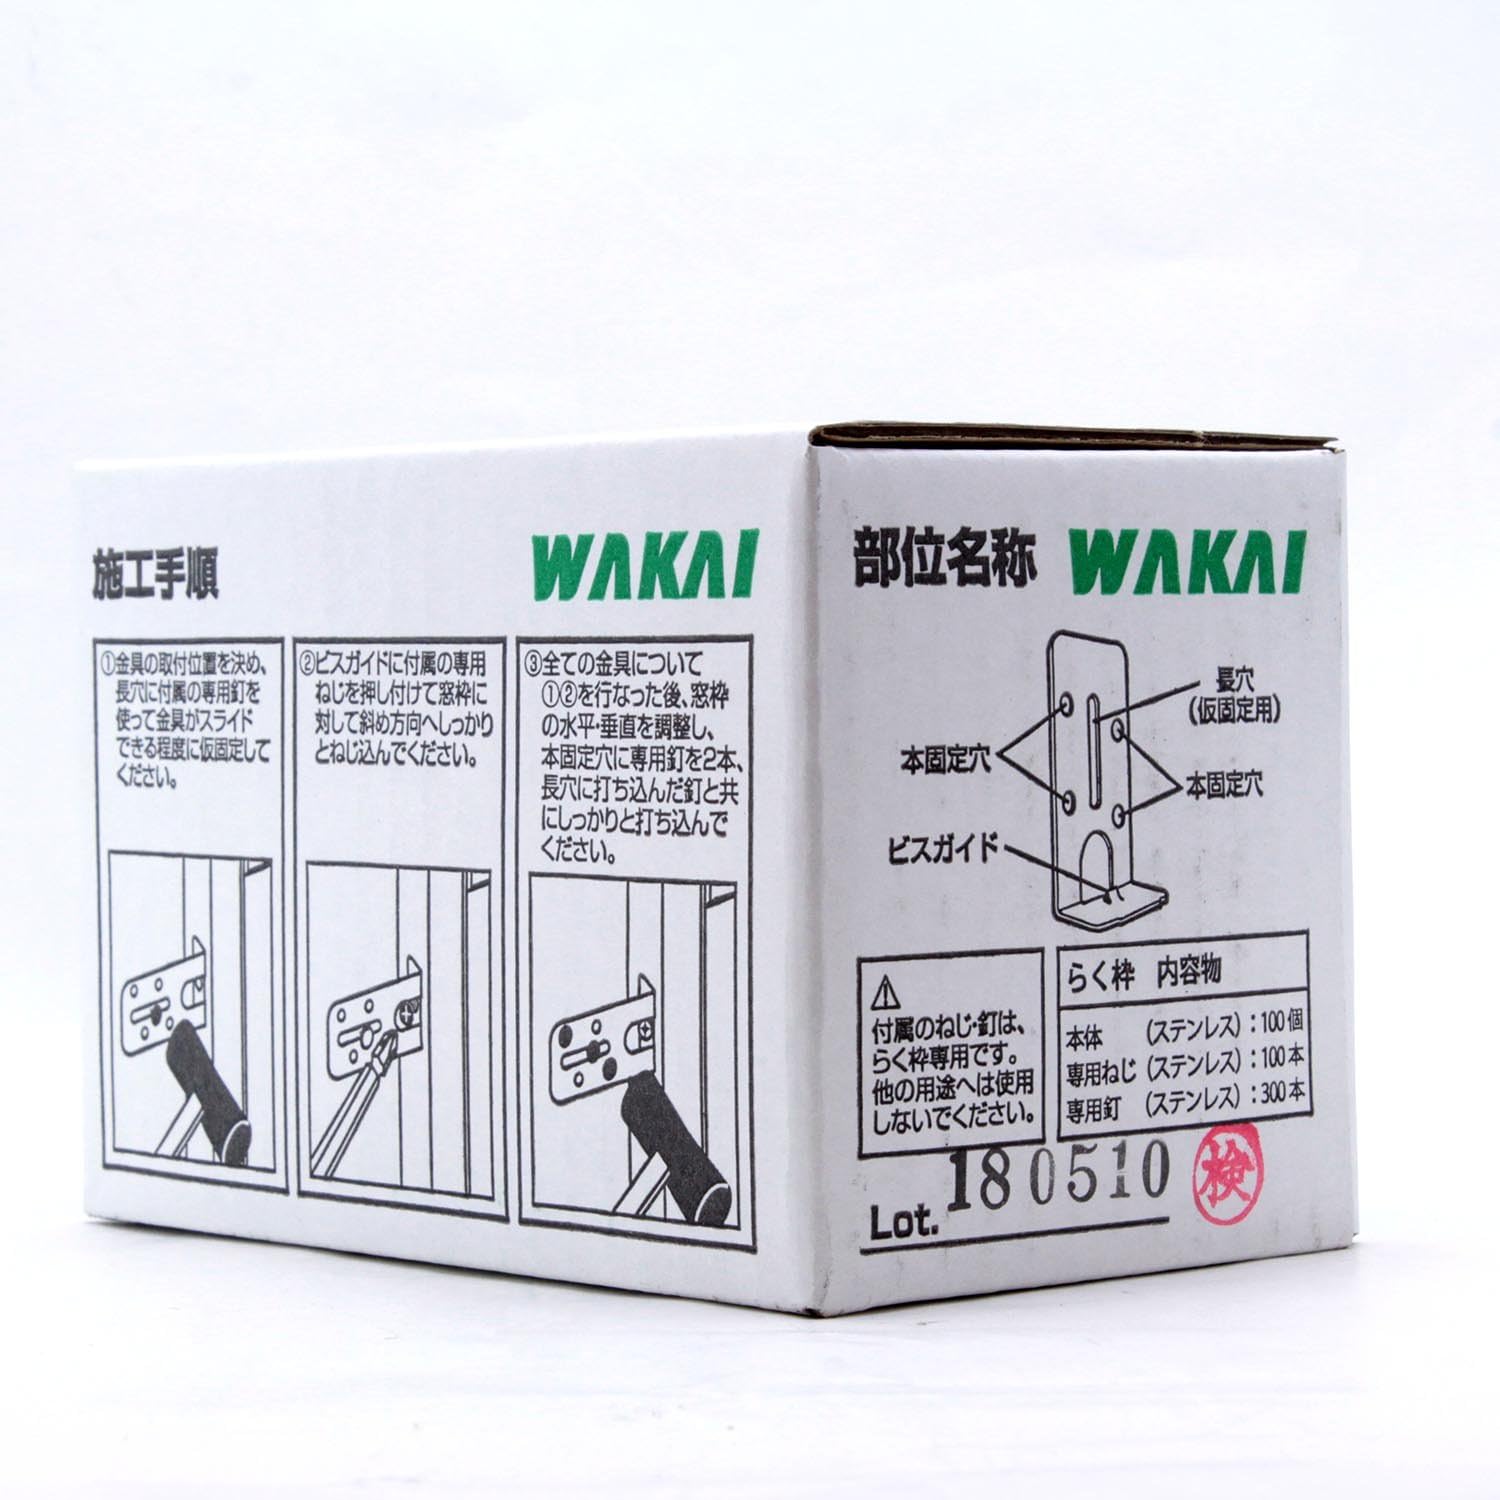 施工手順
WAKAI
①金具の取付位置を決め、
長穴に付属の専用釘を
使って金具がスライド
できる程度に仮固定して
ください。
②ビスガイドに付属の専用
ねじを押し付けて窓枠に
対して斜め方向へしっかり
とねじ込んでください。
③全ての金具について
①②を行なった後、窓枠
の水平・垂直を調整し、
本固定穴に専用釘を2本、
長穴に打ち込んだ釘と共
にしっかりと打ち込んで
ください。
部位名称
WAKAI
長穴
(仮固定用)
本固定穴
本固定穴
ビスガイド
付属のねじ・釘は、
らく枠専用です。
他の用途へは使用
しないでください。
らく枠 内容物
本体 (ステンレス):100個
専用ねじ (ステンレス):100本
専用釘 (ステンレス):300本
Lot. 180510
検